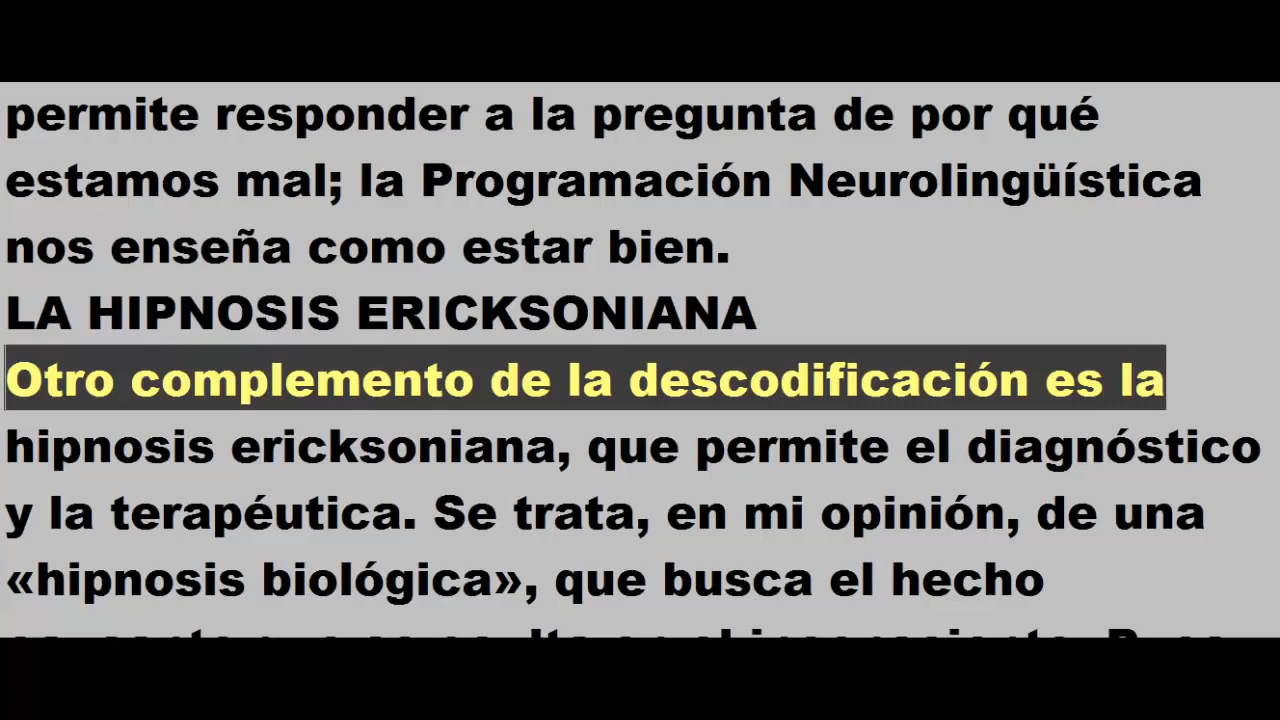 permite responder a la pregunta de por qué
estamos mal; la Programación Neurolingüística
nos enseña como estar bien.
LA HIPNOSIS ERICKSONIANA
Otro complemento de la descodificación es la
hipnosis ericksoniana, que permite el diagnóstico
y la terapéutica. Se trata, en mi opinión, de una
«hipnosis biológica», que busca el hecho